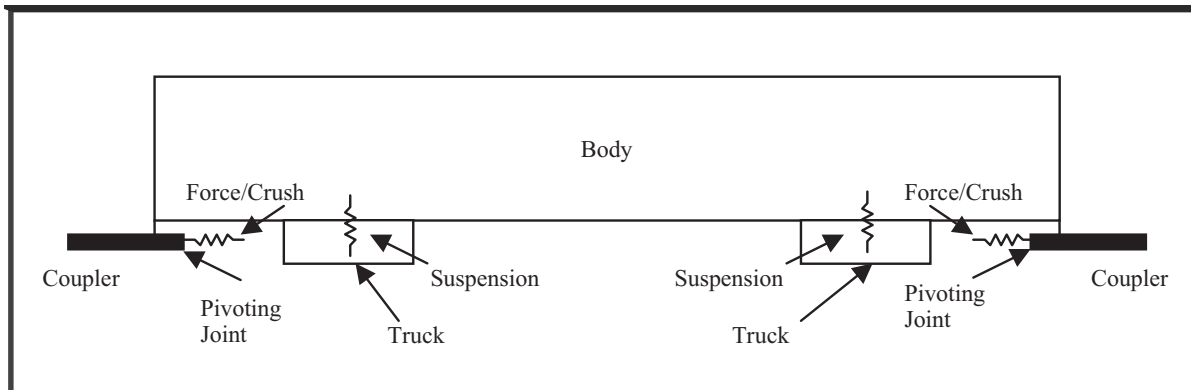 Body
Force/Crush
Force/Crush
Coupler
Suspension
Suspension
Coupler
Pivoting
Joint
Truck
Truck
Pivoting
Joint